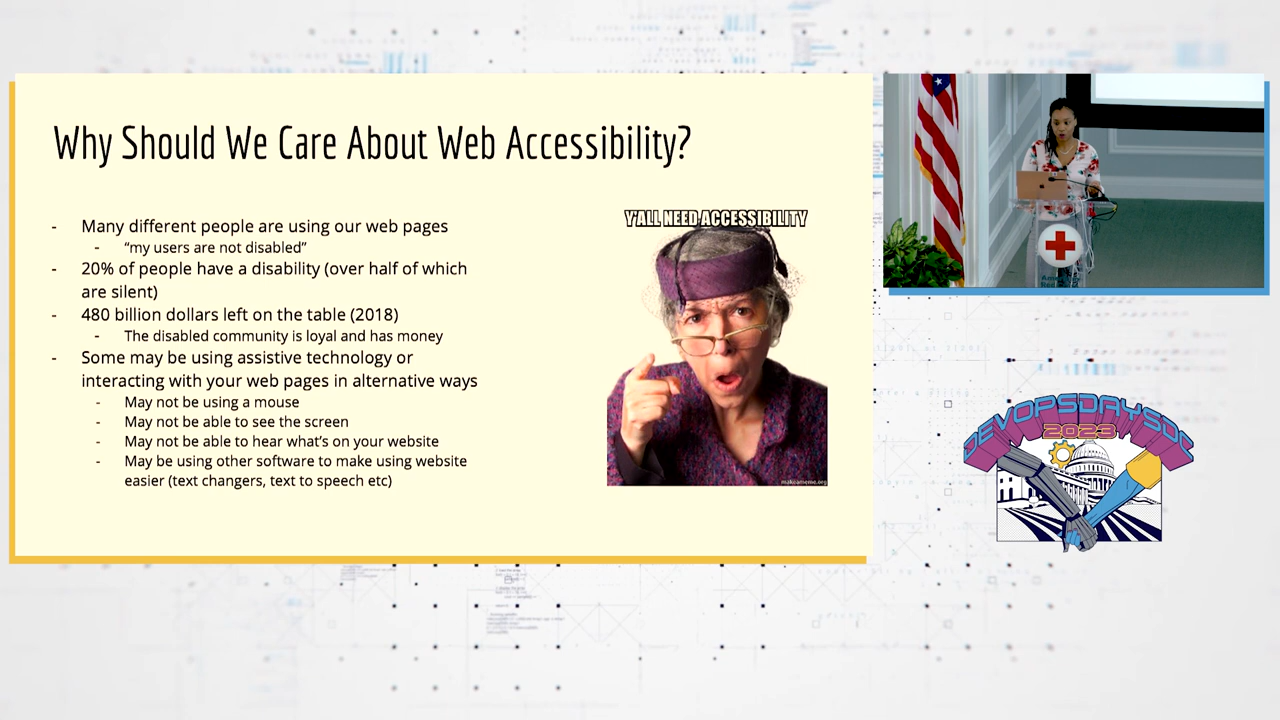 Why Should We Care About Web Accessibility?
- Many different people are using our web pages
- “my users are not disabled”
- 20% of people have a disability (over half of which
are silent)
- 480 billion dollars left on the table (2018)
- The disabled community is loyal and has money
- Some may be using assistive technology or
interacting with your web pages in alternative ways
- May not be using a mouse
- May not be able to see the screen
- May not be able to hear what’s on your website
- May be using other software to make using website
easier (text changers, text to speech etc)
Y'ALL NEED ACCESSIBILITY
makeameme.org
DEVOPSDAYSDC
2023